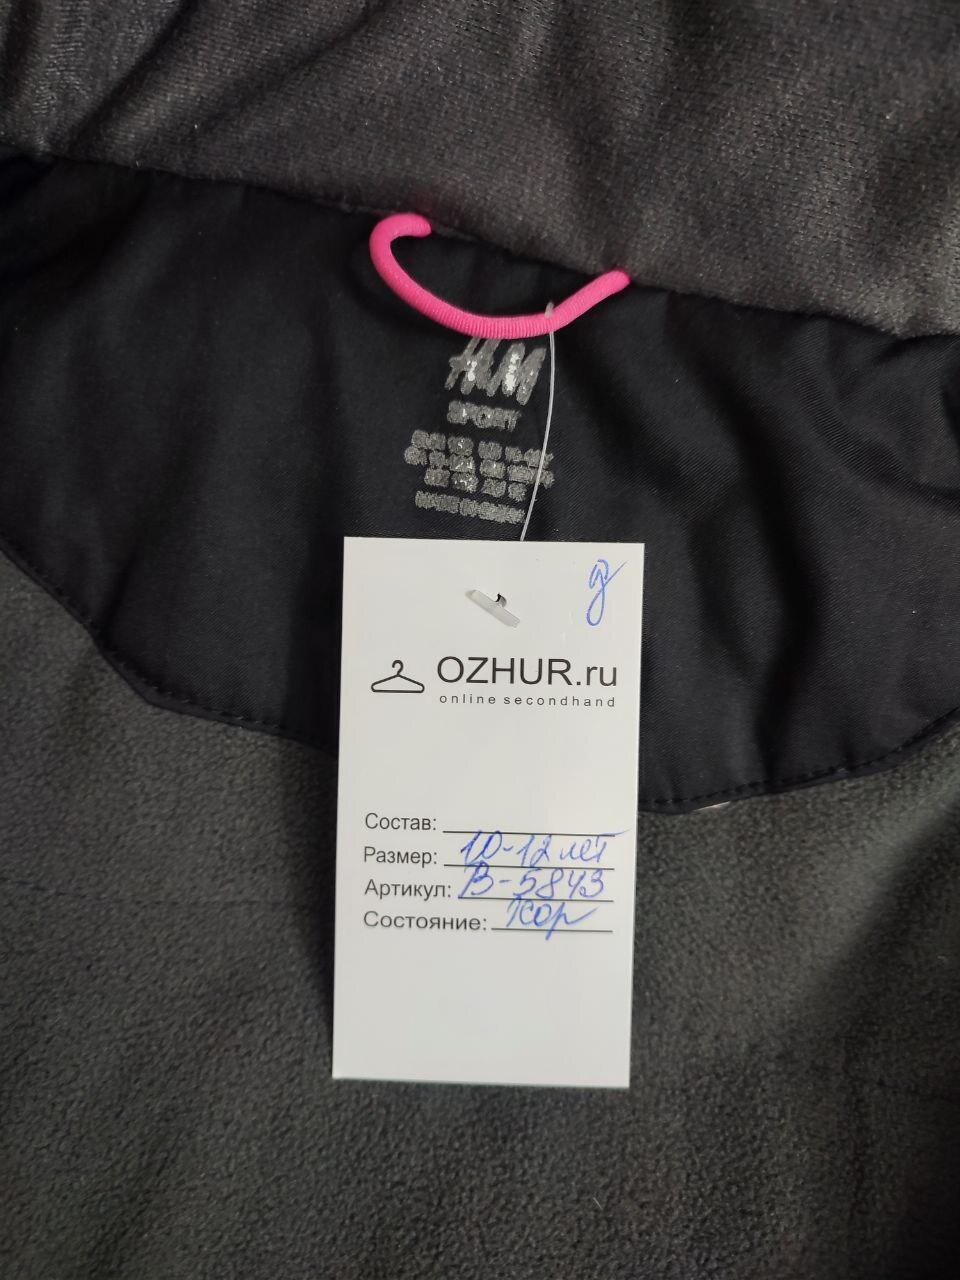 H&M
SPORT
д
OZHUR.ru
online secondhand
Состав:
Размер: 10-12 лет
Артикул: В-5843
Состояние: Хор